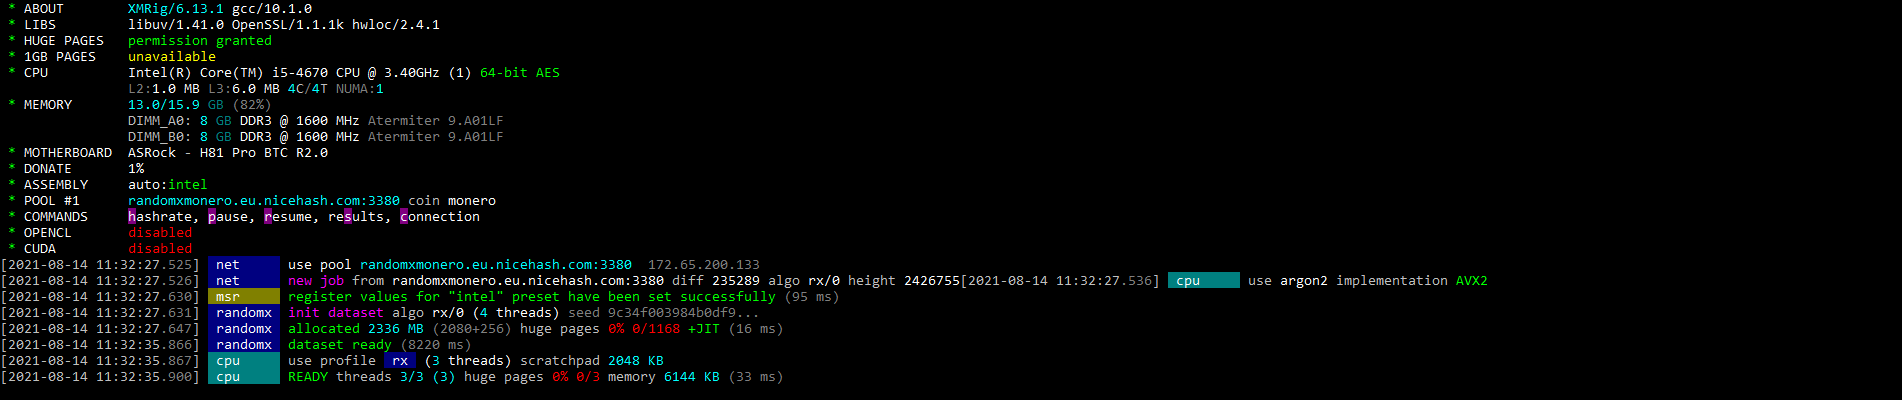 * ABOUT XMRig/6.13.1 gcc/10.1.0
* LIBS libuv/1.41.0 OpenSSL/1.1.1k hwloc/2.4.1
* HUGE PAGES permission granted
* 1GB PAGES unavailable
* CPU Intel(R) Core(TM) i5-4670 CPU @ 3.40GHz (1) 64-bit AES
L2:1.0 MB L3:6.0 MB 4C/4T NUMA:1
* MEMORY 13.0/15.9 GB (82%)
DIMM_A0: 8 GB DDR3 @ 1600 MHz Atermiter 9.A01LF
DIMM_B0: 8 GB DDR3 @ 1600 MHz Atermiter 9.A01LF
* MOTHERBOARD ASRock - H81 Pro BTC R2.0
* DONATE 1%
* ASSEMBLY auto:intel
* POOL #1 randomxmonero.eu.nicehash.com:3380 coin monero
* COMMANDS hashrate, pause, resume, results, connection
* OPENCL disabled
* CUDA disabled
[2021-08-14 11:32:27.525] net use pool randomxmonero.eu.nicehash.com:3380 172.65.200.133
[2021-08-14 11:32:27.526] net new job from randomxmonero.eu.nicehash.com:3380 diff 235289 algo rx/0 height 2426755[2021-08-14 11:32:27.536] cpu use argon2 implementation AVX2
[2021-08-14 11:32:27.630] msr register values for "intel" preset have been set successfully (95 ms)
[2021-08-14 11:32:27.631] randomx init dataset algo rx/0 (4 threads) seed 9c34f003984b0df9...
[2021-08-14 11:32:27.647] randomx allocated 2336 MB (2080+256) huge pages 0% 0/1168 +JIT (16 ms)
[2021-08-14 11:32:35.866] randomx dataset ready (8220 ms)
[2021-08-14 11:32:35.867] cpu use profile rx (3 threads) scratchpad 2048 KB
[2021-08-14 11:32:35.900] cpu READY threads 3/3 (3) huge pages 0% 0/3 memory 6144 KB (33 ms)